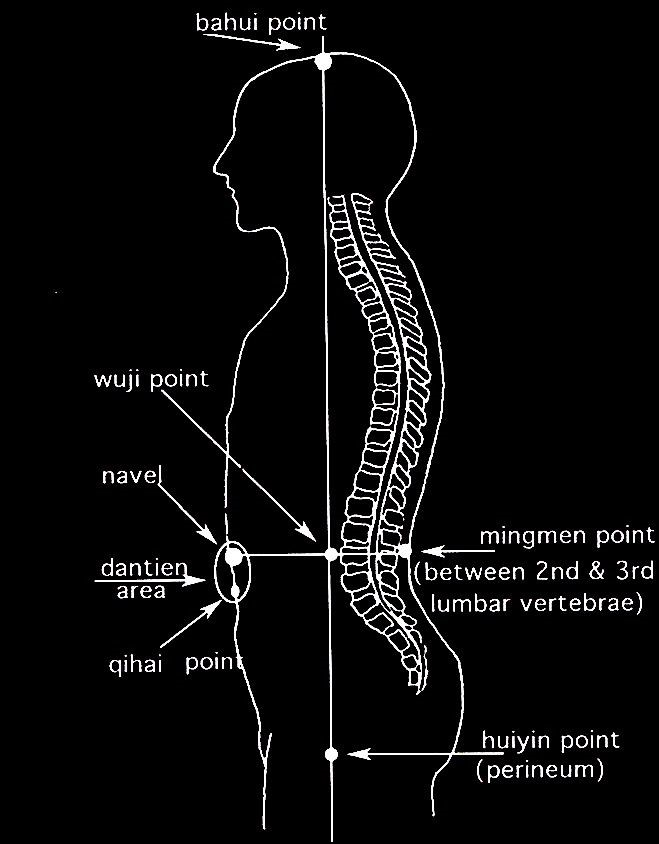 bahui point
wuji point
navel
mingmen point
(between 2nd & 3rd
lumbar vertebrae)
dantien
area
qihai point
huiyin point
(perineum)